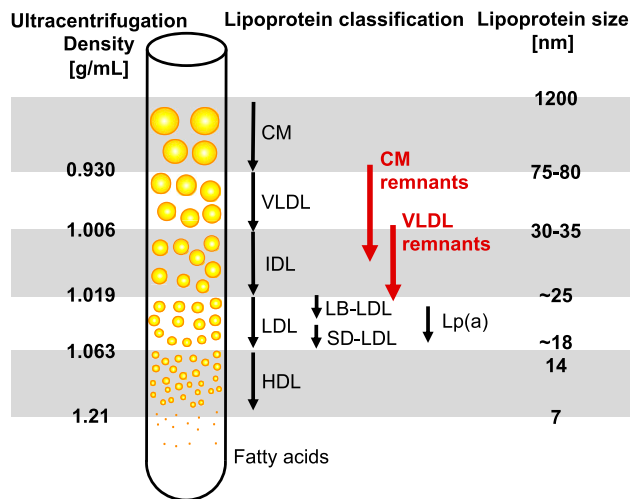 Ultracentrifugation
Density
[g/mL]
Lipoprotein classification
Lipoprotein size
[nm]
1200
CM
0.930
CM
remnants
75-80
VLDL
VLDL
remnants
1.006
30-35
IDL
1.019
~25
LB-LDL
LDL
Lp(a)
SD-LDL
1.063
~18
14
HDL
1.21
7
Fatty acids